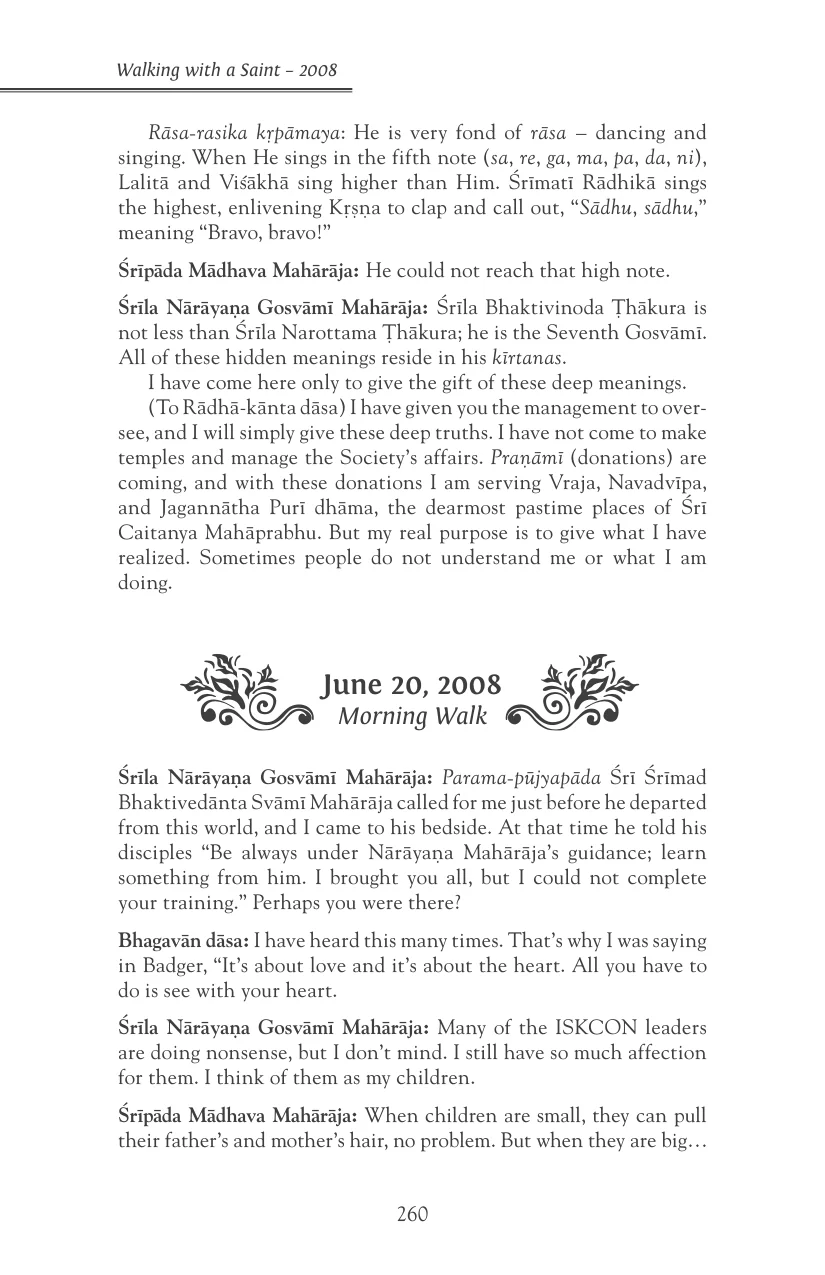 Walking with a Saint – 2008
Rāsa-rasika kṛpāmaya: He is very fond of rāsa – dancing and
singing. When He sings in the fifth note (sa, re, ga, ma, pa, da, ni),
Lalitā and Viśākhā sing higher than Him. Śrīmatī Rādhikā sings
the highest, enlivening Kṛṣṇa to clap and call out, “Sādhu, sādhu,”
meaning “Bravo, bravo!”
Śrīpāda Mādhava Mahārāja: He could not reach that high note.
Śrīla Nārāyaṇa Gosvāmī Mahārāja: Śrīla Bhaktivinoda Ṭhākura is
not less than Śrīla Narottama Ṭhākura; he is the Seventh Gosvāmī.
All of these hidden meanings reside in his kīrtanas.
I have come here only to give the gift of these deep meanings.
(To Rādhā-kānta dāsa) I have given you the management to over-
see, and I will simply give these deep truths. I have not come to make
temples and manage the Society’s affairs. Praṇāmī (donations) are
coming, and with these donations I am serving Vraja, Navadvīpa,
and Jagannātha Purī dhāma, the dearmost pastime places of Śrī
Caitanya Mahāprabhu. But my real purpose is to give what I have
realized. Sometimes people do not understand me or what I am
doing.
June 20, 2008
Morning Walk
Śrīla Nārāyaṇa Gosvāmī Mahārāja: Parama-pūjyapāda Śrī Śrīmad
Bhaktivedānta Svāmī Mahārāja called for me just before he departed
from this world, and I came to his bedside. At that time he told his
disciples “Be always under Nārāyaṇa Mahārāja’s guidance; learn
something from him. I brought you all, but I could not complete
your training.” Perhaps you were there?
Bhagavān dāsa: I have heard this many times. That’s why I was saying
in Badger, “It’s about love and it’s about the heart. All you have to
do is see with your heart.
Śrīla Nārāyaṇa Gosvāmī Mahārāja: Many of the ISKCON leaders
are doing nonsense, but I don’t mind. I still have so much affection
for them. I think of them as my children.
Śrīpāda Mādhava Mahārāja: When children are small, they can pull
their father’s and mother’s hair, no problem. But when they are big…
260